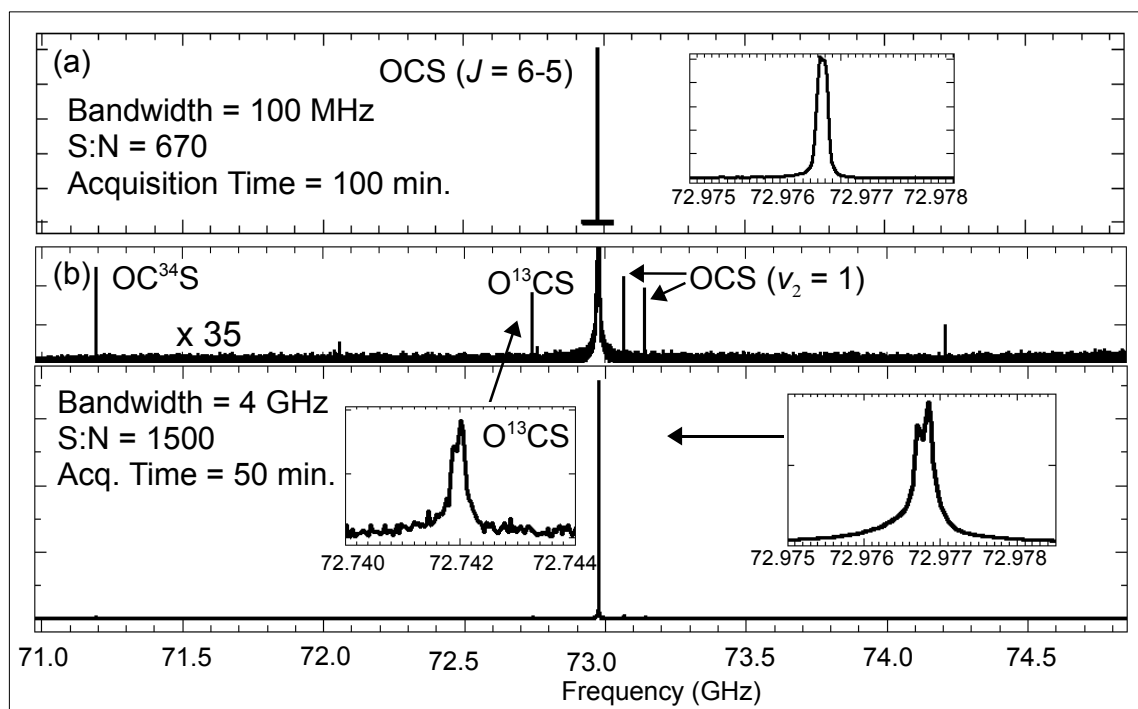 (a)
OCS (J = 6-5)
Bandwidth = 100 MHz
S:N = 670
Acquisition Time = 100 min.
72.975 72.976 72.977 72.978
(b)
OC³⁴S
O¹³CS
OCS (v₂ = 1)
x 35
Bandwidth = 4 GHz
S:N = 1500
Acq. Time = 50 min.
O¹³CS
72.740 72.742 72.744
72.975 72.976 72.977 72.978
71.0 71.5 72.0 72.5 73.0 73.5 74.0 74.5
Frequency (GHz)